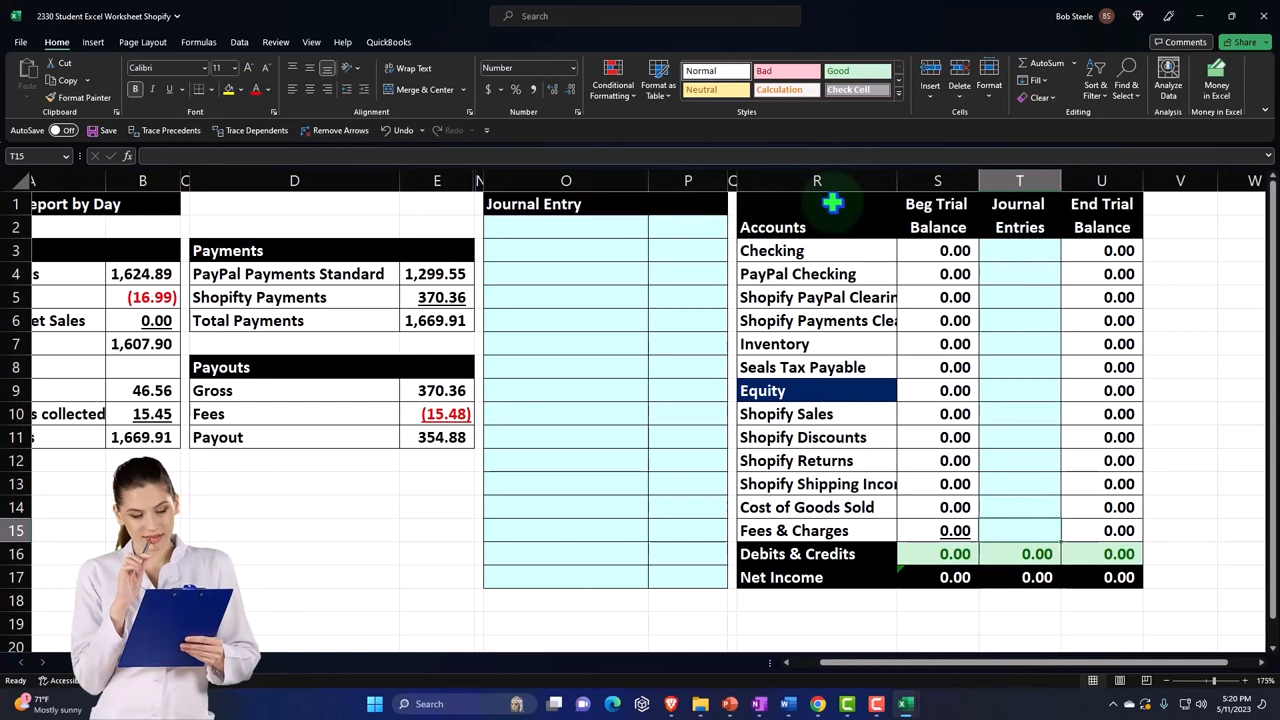 2330 Student Excel Worksheet Shopify
Search
Bob Steele BS
File Home Insert Page Layout Formulas Data Review View Help QuickBooks Comments Share
Paste Cut Copy Format Painter
Clipboard
Calibri 11
B I U
Font
Wrap Text
Merge & Center
Alignment
Number
$ %
Number
Conditional Formatting Format as Table
Normal Bad Good
Neutral Calculation Check Cell
Styles
Insert Delete Format
Cells
AutoSum
Fill
Clear
Sort & Filter Find & Select
Editing
Analyze Data
Analysis
Money in Excel
Money in Excel
AutoSave Off Save Trace Precedents Trace Dependents Remove Arrows Undo Redo
T15 fx
A B C D E N O P Q R S T U V W
1 eport by Day Journal Entry Beg Trial Journal End Trial
2 Accounts Balance Entries Balance
3 Payments Checking 0.00 0.00
4 s 1,624.89 PayPal Payments Standard 1,299.55 PayPal Checking 0.00 0.00
5 (16.99) Shopifty Payments 370.36 Shopify PayPal Clearin 0.00 0.00
6 et Sales 0.00 Total Payments 1,669.91 Shopify Payments Clea 0.00 0.00
7 1,607.90 Inventory 0.00 0.00
8 Payouts Seals Tax Payable 0.00 0.00
9 46.56 Gross 370.36 Equity 0.00 0.00
10 s collected 15.45 Fees (15.48) Shopify Sales 0.00 0.00
11 s 1,669.91 Payout 354.88 Shopify Discounts 0.00 0.00
12 Shopify Returns 0.00 0.00
13 Shopify Shipping Incor 0.00 0.00
14 Cost of Goods Sold 0.00 0.00
15 Fees & Charges 0.00 0.00
16 Debits & Credits 0.00 0.00 0.00
17 Net Income 0.00 0.00 0.00
18
19
20
Ready Accessib 175%
71°F
Mostly sunny
Search
5:20 PM
5/11/2023